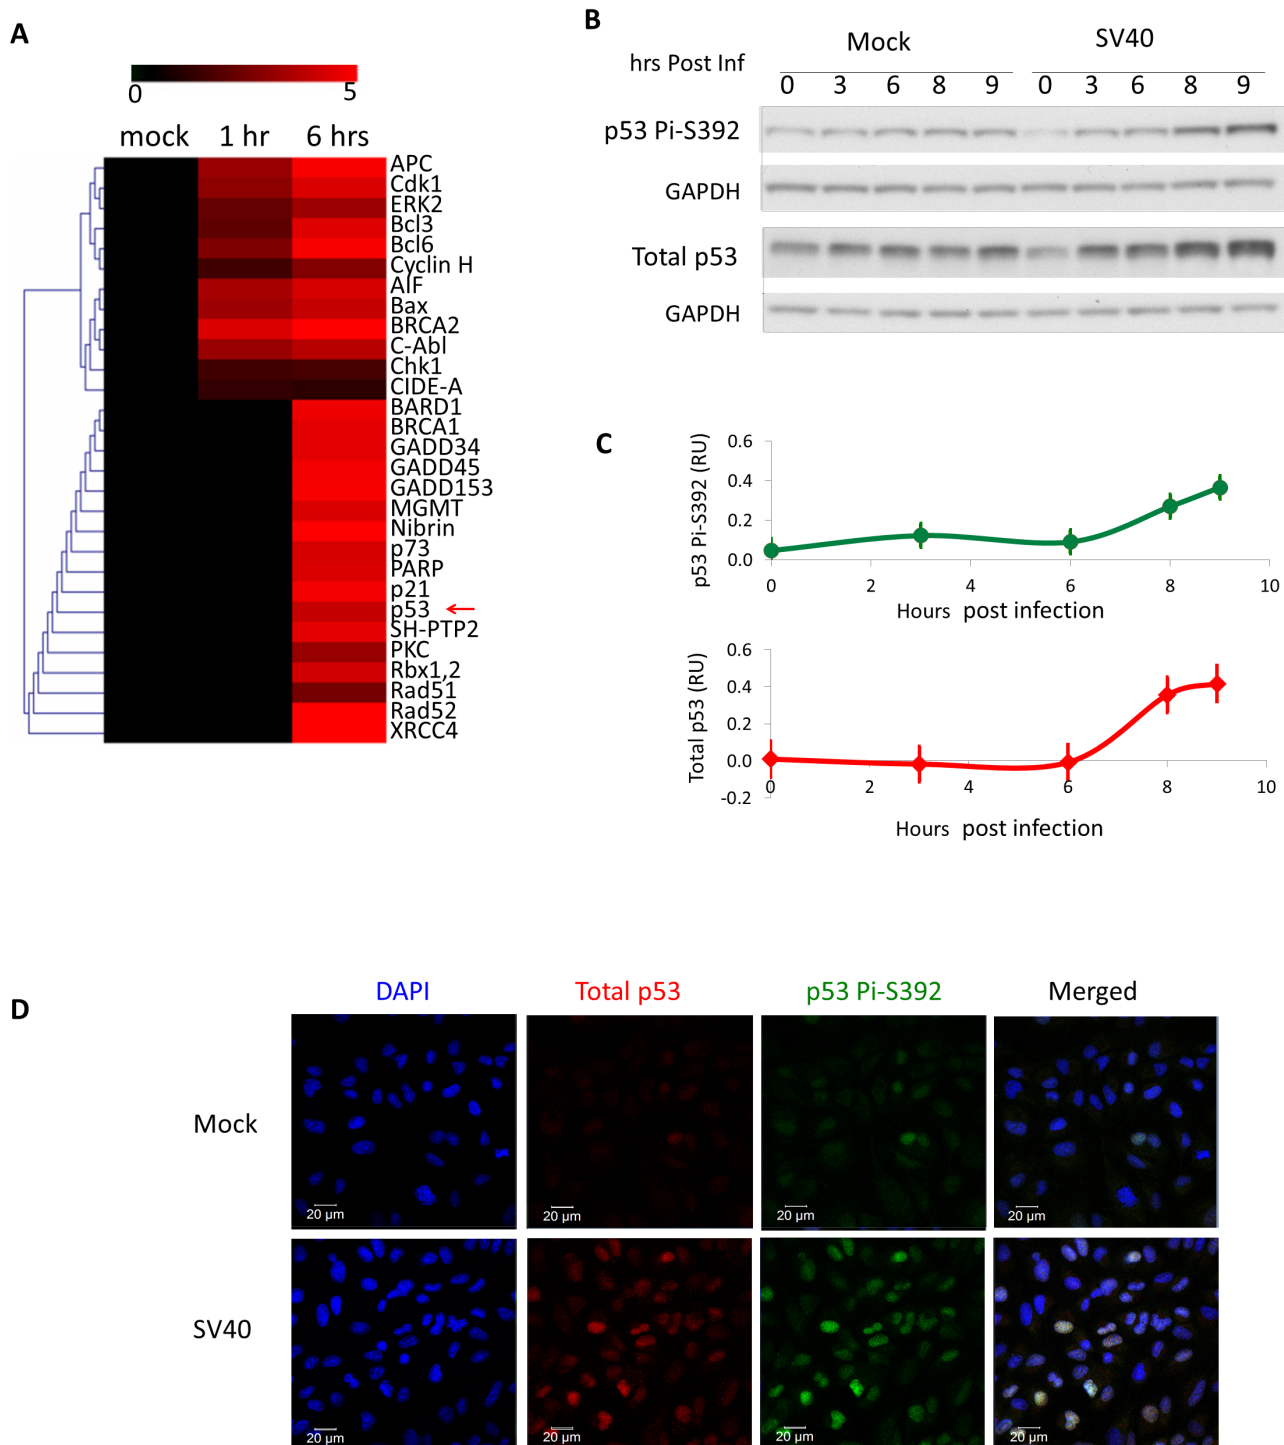 A
0 5
mock 1 hr 6 hrs
APC
Cdk1
ERK2
Bcl3
Bcl6
Cyclin H
AIF
Bax
BRCA2
C-Abl
Chk1
CIDE-A
BARD1
BRCA1
GADD34
GADD45
GADD153
MGMT
Nibrin
p73
PARP
p21
p53
SH-PTP2
PKC
Rbx1,2
Rad51
Rad52
XRCC4
B
Mock SV40
hrs Post Inf
0 3 6 8 9 0 3 6 8 9
p53 Pi-S392
GAPDH
Total p53
GAPDH
C
p53 Pi-S392 (RU)
0.6
0.4
0.2
0.0
0 2 4 6 8 10
Hours post infection
Total p53 (RU)
0.6
0.4
0.2
0.0
-0.2
0 2 4 6 8 10
Hours post infection
D
DAPI Total p53 p53 Pi-S392 Merged
Mock
20 µm 20 µm 20 µm 20 µm
SV40
20 µm 20 µm 20 µm 20 µm